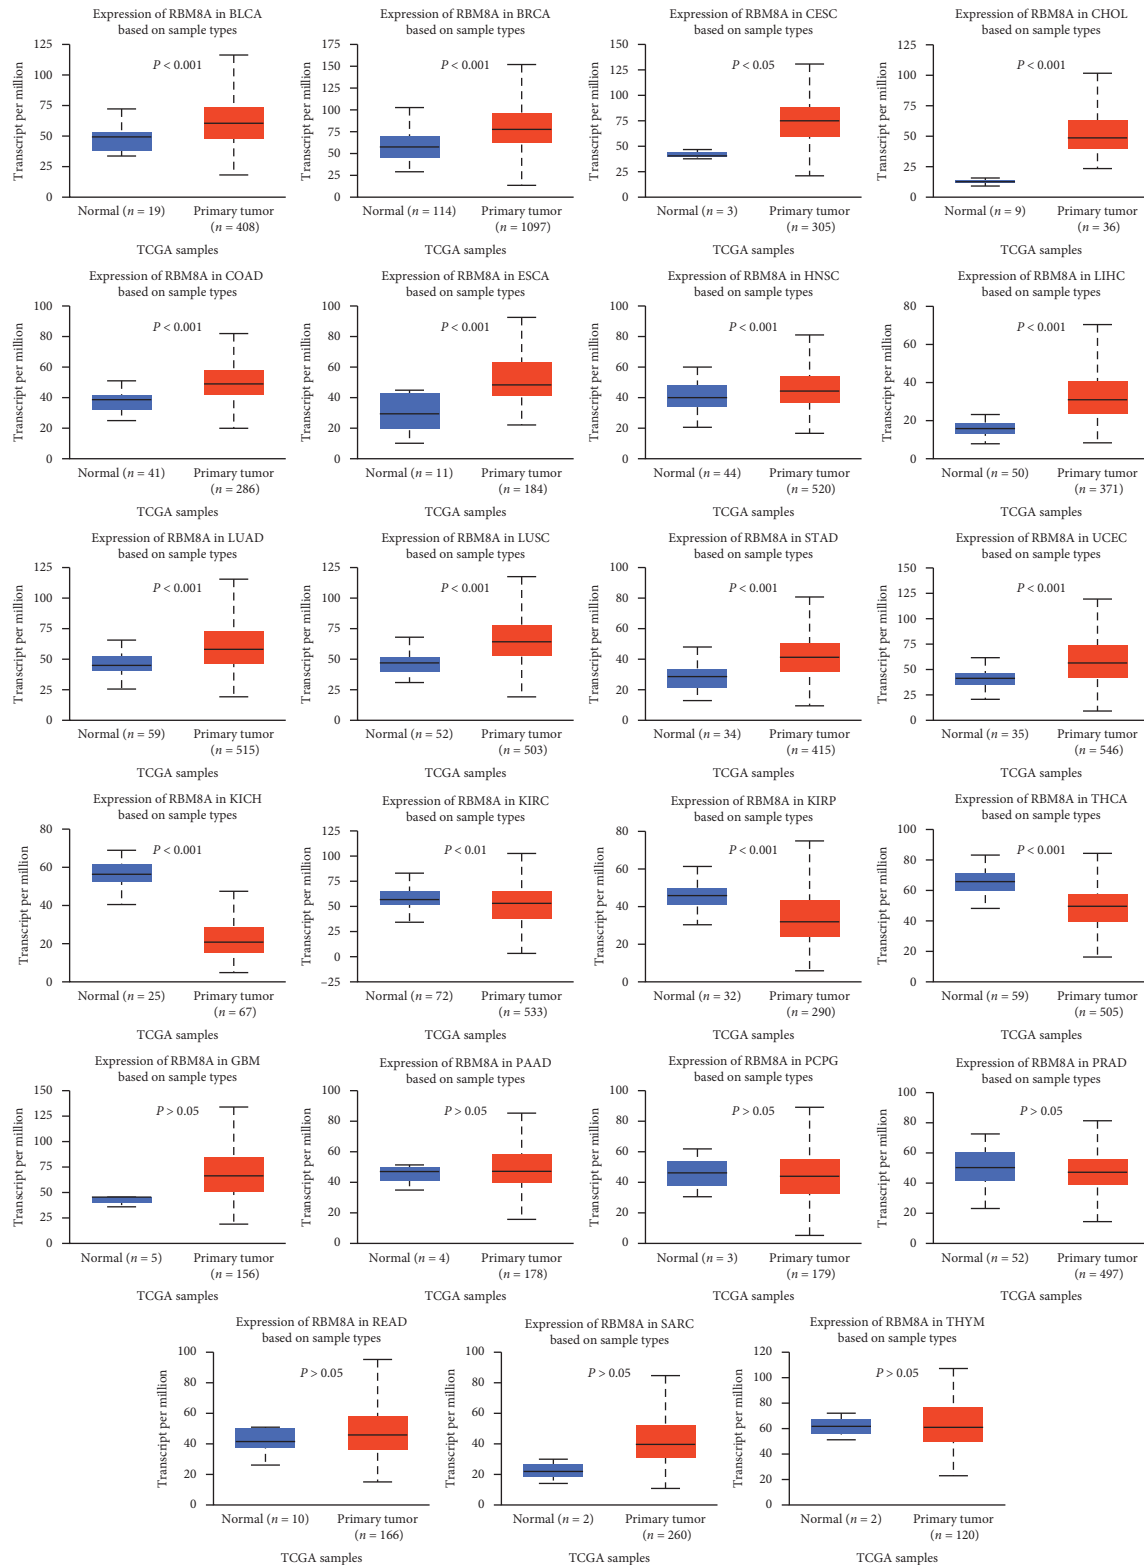 Expression of RBM8A in BLCA
based on sample types
Transcript per million
125
100
75
50
25
0
P < 0.001
Normal (n = 19)
Primary tumor
(n = 408)
TCGA samples
Expression of RBM8A in BRCA
based on sample types
Transcript per million
175
150
125
100
75
50
25
0
P < 0.001
Normal (n = 114)
Primary tumor
(n = 1097)
TCGA samples
Expression of RBM8A in CESC
based on sample types
Transcript per million
150
125
100
75
50
25
0
P < 0.05
Normal (n = 3)
Primary tumor
(n = 305)
TCGA samples
Expression of RBM8A in CHOL
based on sample types
Transcript per million
125
100
75
50
25
0
P < 0.001
Normal (n = 9)
Primary tumor
(n = 36)
TCGA samples
Expression of RBM8A in COAD
based on sample types
Transcript per million
100
80
60
40
20
0
P < 0.001
Normal (n = 41)
Primary tumor
(n = 286)
TCGA samples
Expression of RBM8A in ESCA
based on sample types
Transcript per million
100
80
60
40
20
0
P < 0.001
Normal (n = 11)
Primary tumor
(n = 184)
TCGA samples
Expression of RBM8A in HNSC
based on sample types
Transcript per million
100
80
60
40
20
0
P < 0.001
Normal (n = 44)
Primary tumor
(n = 520)
TCGA samples
Expression of RBM8A in LIHC
based on sample types
Transcript per million
80
60
40
20
0
P < 0.001
Normal (n = 50)
Primary tumor
(n = 371)
TCGA samples
Expression of RBM8A in LUAD
based on sample types
Transcript per million
125
100
75
50
25
0
P < 0.001
Normal (n = 59)
Primary tumor
(n = 515)
TCGA samples
Expression of RBM8A in LUSC
based on sample types
Transcript per million
125
100
75
50
25
0
P < 0.001
Normal (n = 52)
Primary tumor
(n = 503)
TCGA samples
Expression of RBM8A in STAD
based on sample types
Transcript per million
100
80
60
40
20
0
P < 0.001
Normal (n = 34)
Primary tumor
(n = 415)
TCGA samples
Expression of RBM8A in UCEC
based on sample types
Transcript per million
150
125
100
75
50
25
0
P < 0.001
Normal (n = 35)
Primary tumor
(n = 546)
TCGA samples
Expression of RBM8A in KICH
based on sample types
Transcript per million
80
60
40
20
0
P < 0.001
Normal (n = 25)
Primary tumor
(n = 67)
TCGA samples
Expression of RBM8A in KIRC
based on sample types
Transcript per million
125
100
75
50
25
0
−25
P < 0.01
Normal (n = 72)
Primary tumor
(n = 533)
TCGA samples
Expression of RBM8A in KIRP
based on sample types
Transcript per million
80
60
40
20
0
P < 0.001
Normal (n = 32)
Primary tumor
(n = 290)
TCGA samples
Expression of RBM8A in THCA
based on sample types
Transcript per million
100
80
60
40
20
0
P < 0.001
Normal (n = 59)
Primary tumor
(n = 505)
TCGA samples
Expression of RBM8A in GBM
based on sample types
Transcript per million
150
125
100
75
50
25
0
P > 0.05
Normal (n = 5)
Primary tumor
(n = 156)
TCGA samples
Expression of RBM8A in PAAD
based on sample types
Transcript per million
100
80
60
40
20
0
P > 0.05
Normal (n = 4)
Primary tumor
(n = 178)
TCGA samples
Expression of RBM8A in PCPG
based on sample types
Transcript per million
100
80
60
40
20
0
P > 0.05
Normal (n = 3)
Primary tumor
(n = 179)
TCGA samples
Expression of RBM8A in PRAD
based on sample types
Transcript per million
100
80
60
40
20
0
P > 0.05
Normal (n = 52)
Primary tumor
(n = 497)
TCGA samples
Expression of RBM8A in READ
based on sample types
Transcript per million
100
80
60
40
20
0
P > 0.05
Normal (n = 10)
Primary tumor
(n = 166)
TCGA samples
Expression of RBM8A in SARC
based on sample types
Transcript per million
100
80
60
40
20
0
P > 0.05
Normal (n = 2)
Primary tumor
(n = 260)
TCGA samples
Expression of RBM8A in THYM
based on sample types
Transcript per million
120
100
80
60
40
20
0
P > 0.05
Normal (n = 2)
Primary tumor
(n = 120)
TCGA samples